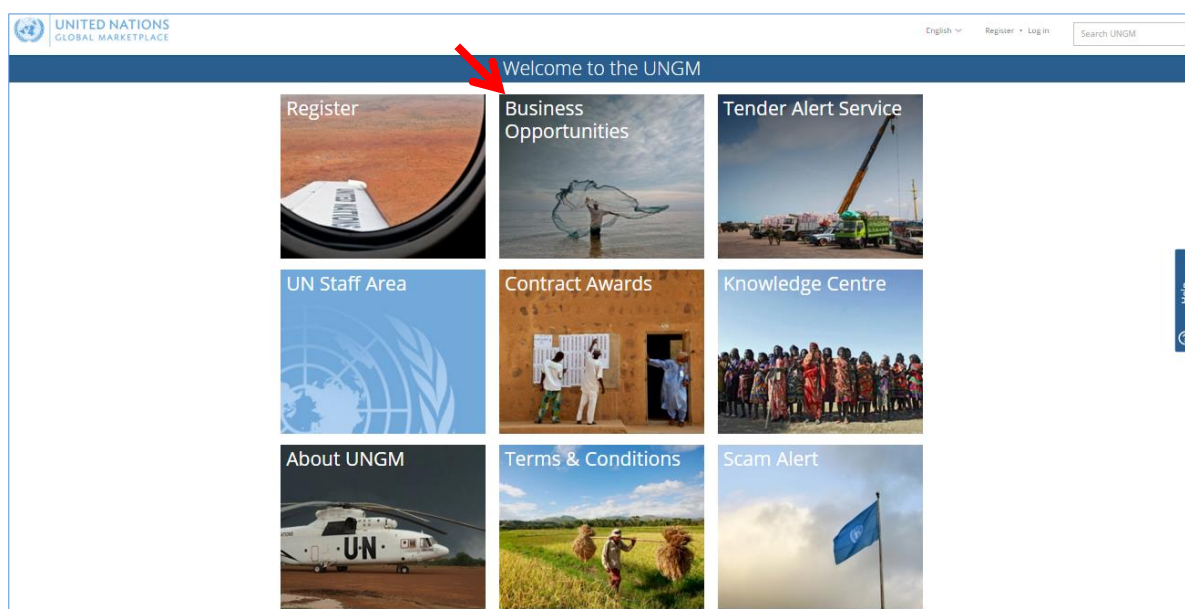 UNITED NATIONS
GLOBAL MARKETPLACE
English
Register • Log in
Search UNGM
Welcome to the UNGM
Register
Business
Opportunities
Tender Alert Service
UN Staff Area
Contract Awards
Knowledge Centre
About UNGM
Terms & Conditions
Scam Alert
UN